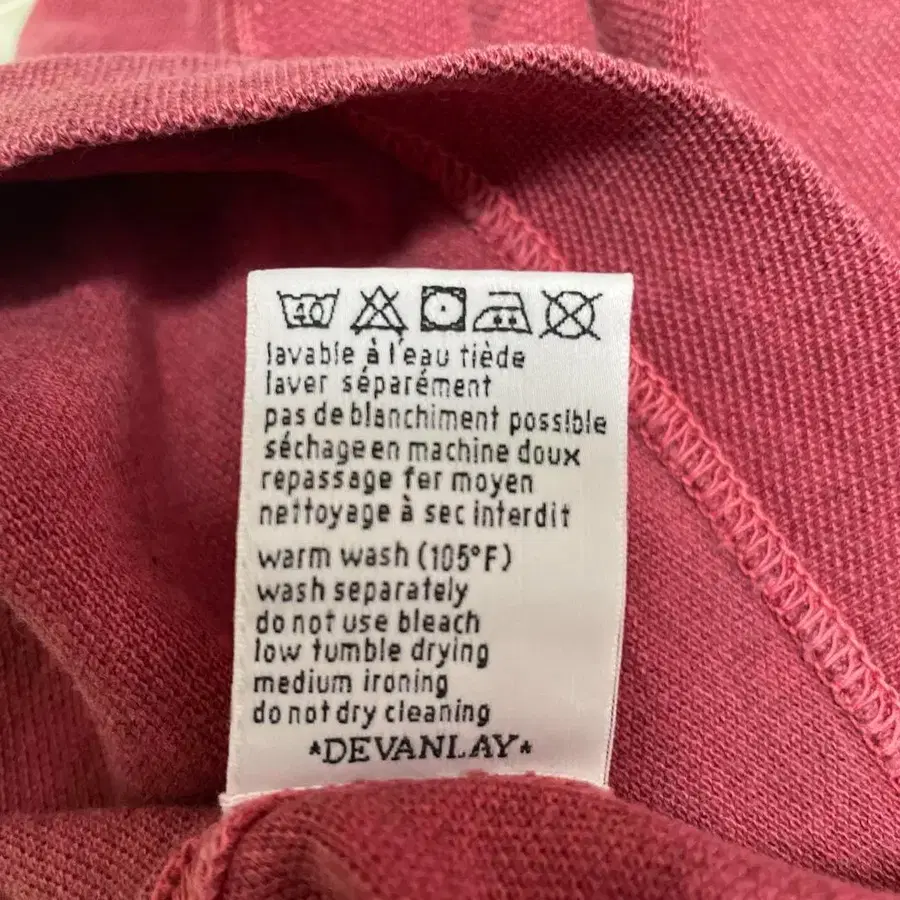 40
lavable à l'eau tiède
laver séparément
pas de blanchiment possible
séchage en machine doux
repassage fer moyen
nettoyage à sec interdit
warm wash (105°F)
wash separately
do not use bleach
low tumble drying
medium ironing
do not dry cleaning
*DEVANLAY*